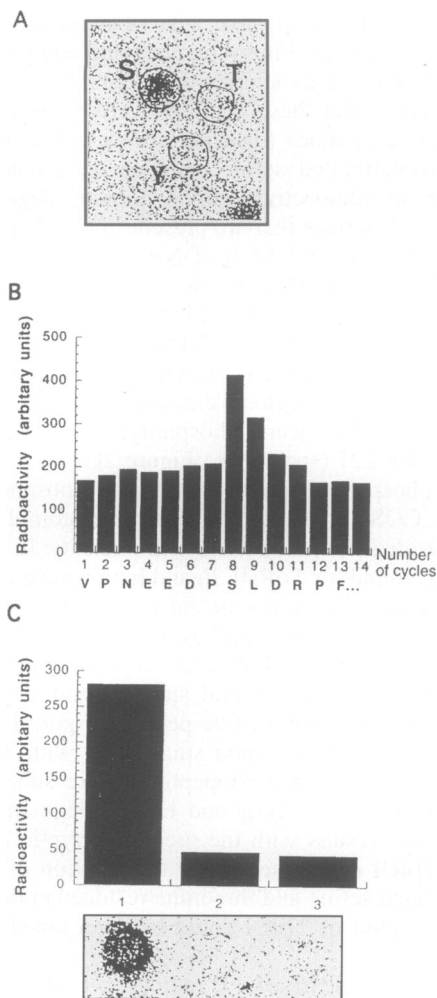 A
S
T
Y
B
Radioactivity (arbitary units)
500
400
300
200
100
0
1 2 3 4 5 6 7 8 9 10 11 12 13 14 Number of cycles
V P N E E D P S L D R P F...
C
Radioactivity (arbitary units)
300
250
200
150
100
50
0
1 2 3